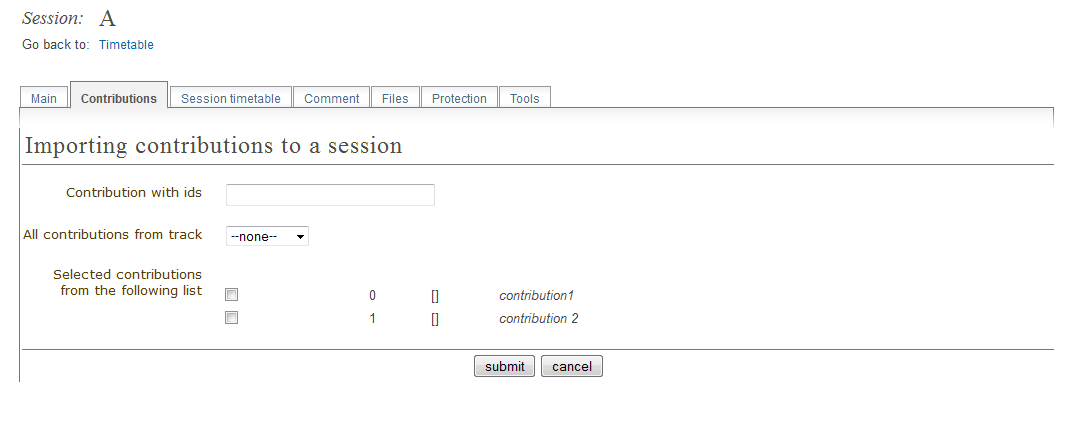 Session: A
Go back to: Timetable
Main Contributions Session timetable Comment Files Protection Tools
Importing contributions to a session
Contribution with ids
All contributions from track --none--
Selected contributions
from the following list
0 [] contribution1
1 [] contribution 2
submit cancel